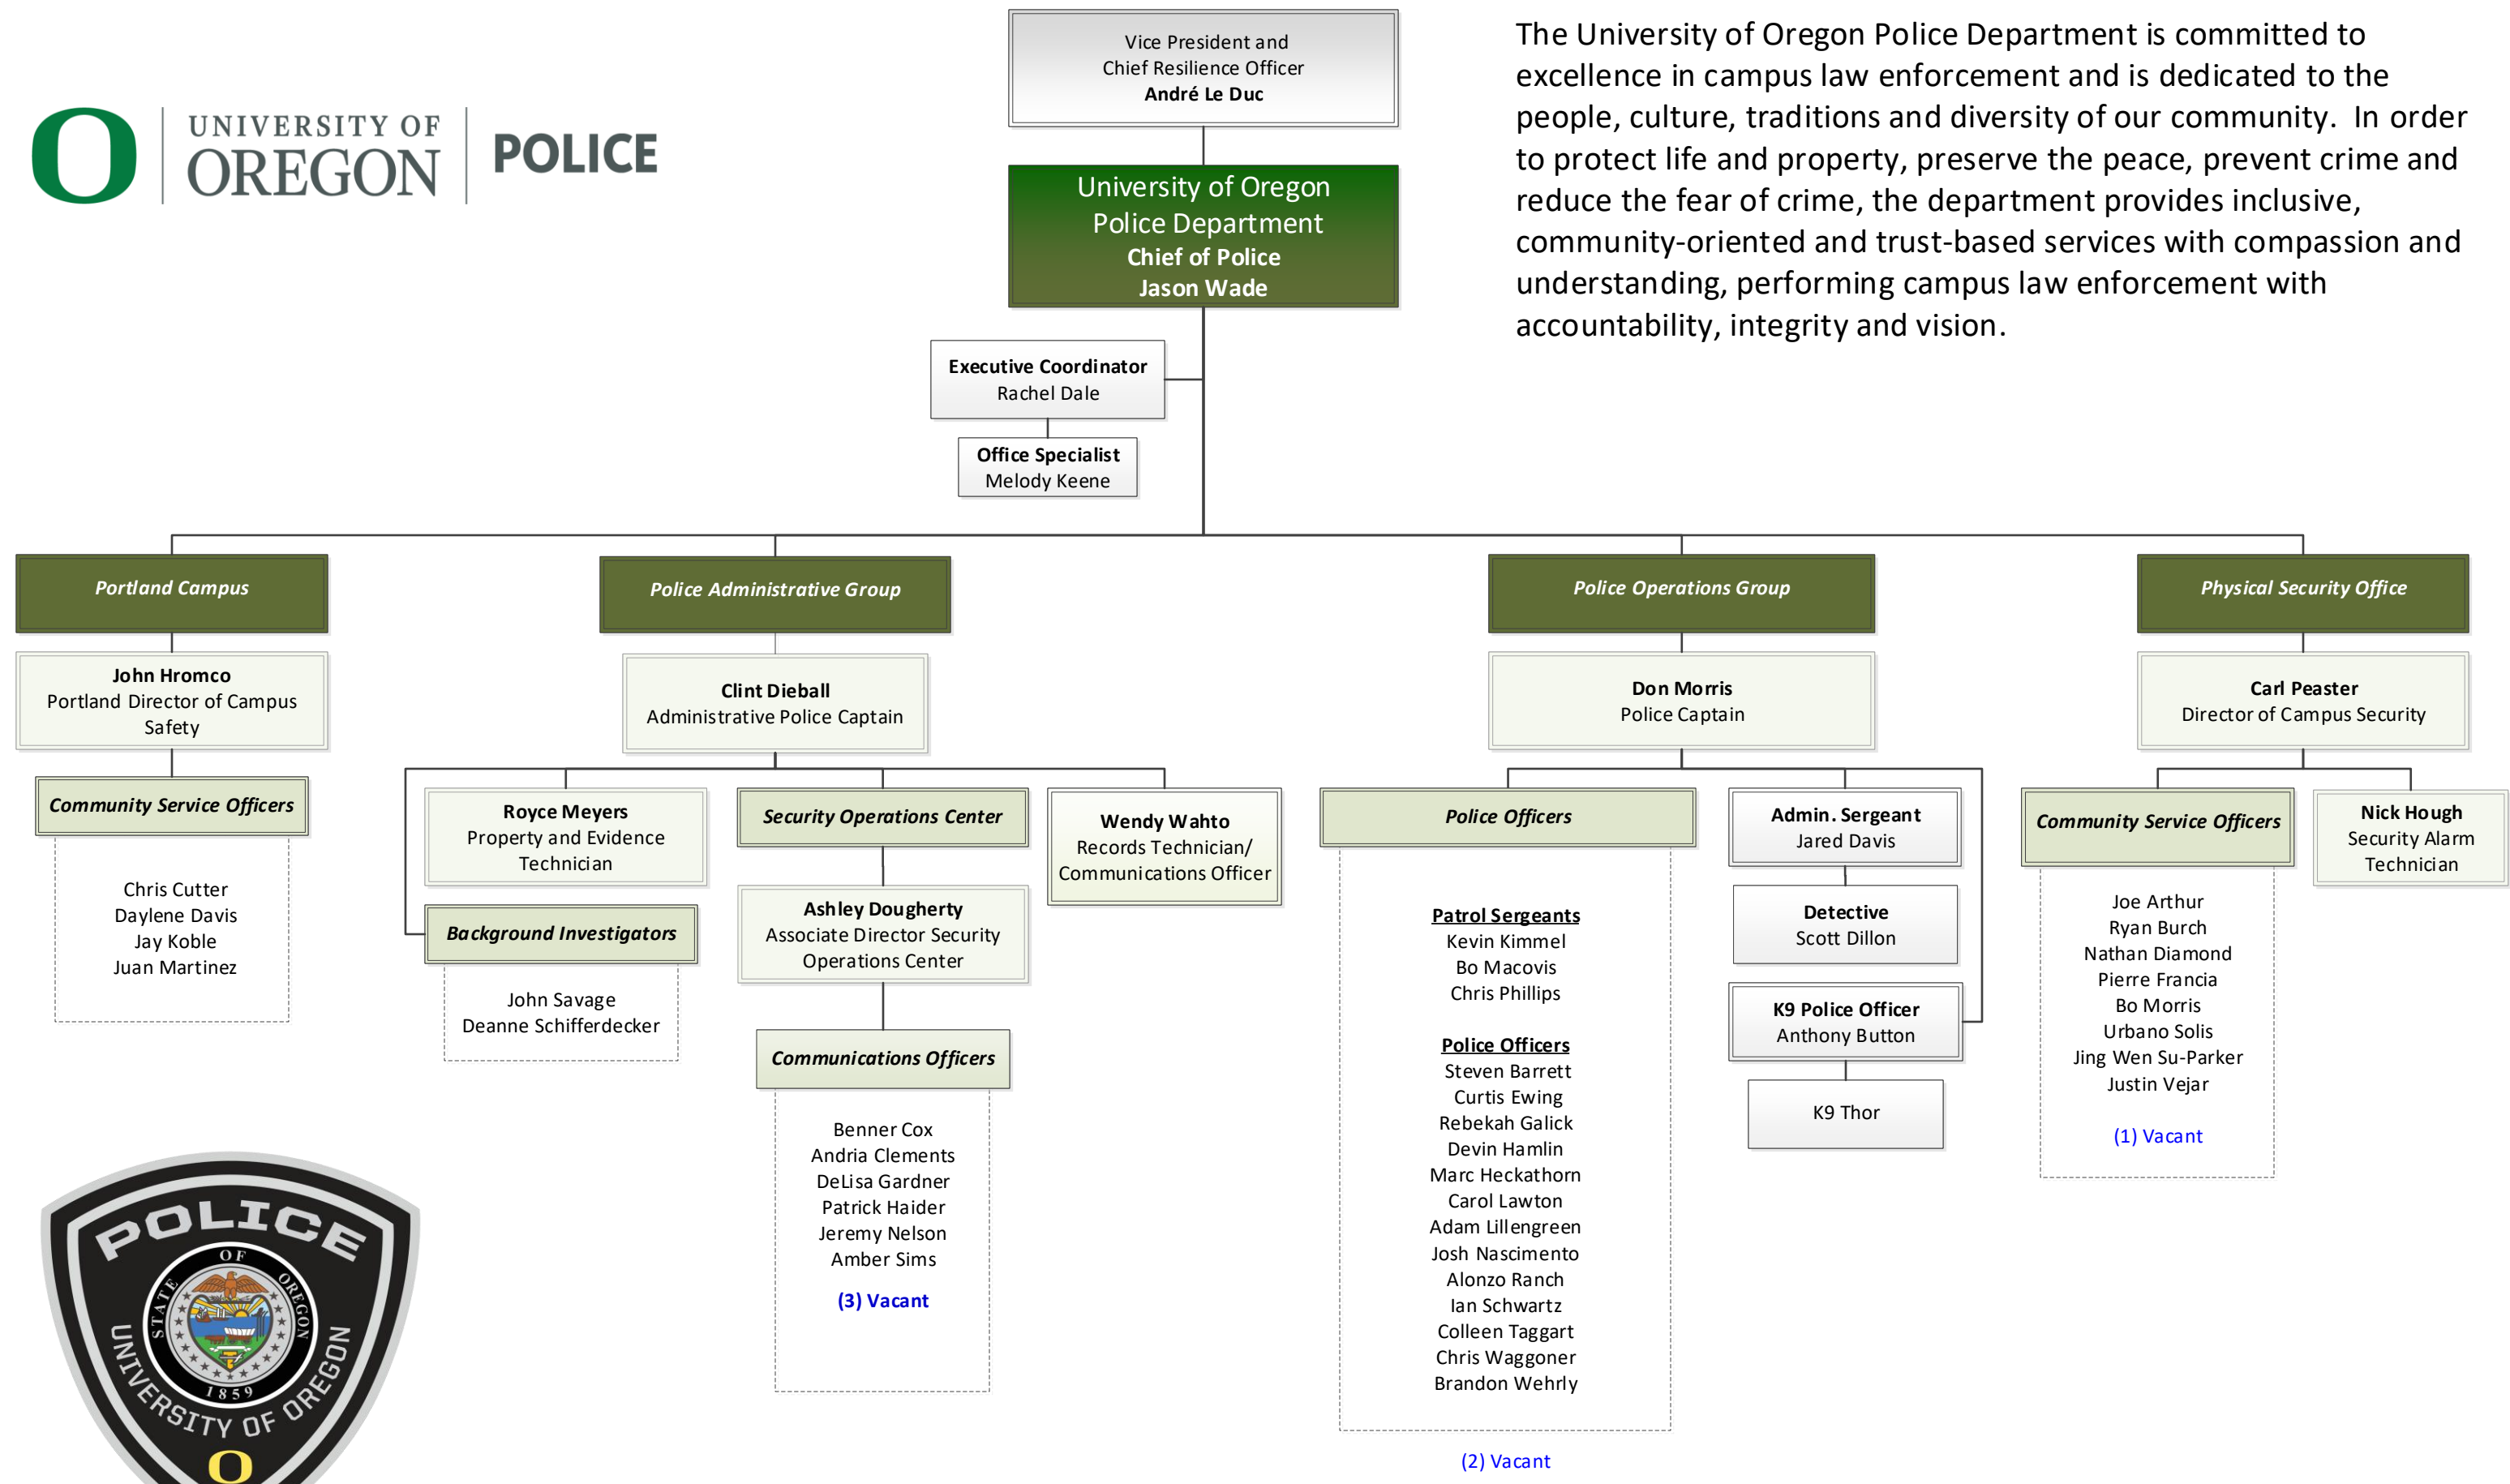 UNIVERSITY OF
OREGON
POLICE
Vice President and
Chief Resilience Officer
André Le Duc
The University of Oregon Police Department is committed to
excellence in campus law enforcement and is dedicated to the
people, culture, traditions and diversity of our community. In order
to protect life and property, preserve the peace, prevent crime and
reduce the fear of crime, the department provides inclusive,
community-oriented and trust-based services with compassion and
understanding, performing campus law enforcement with
accountability, integrity and vision.
University of Oregon
Police Department
Chief of Police
Jason Wade
Executive Coordinator
Rachel Dale
Office Specialist
Melody Keene
Portland Campus
John Hromco
Portland Director of Campus
Safety
Community Service Officers
Chris Cutter
Daylene Davis
Jay Koble
Juan Martinez
Police Administrative Group
Clint Dieball
Administrative Police Captain
Royce Meyers
Property and Evidence
Technician
Background Investigators
John Savage
Deanne Schifferdecker
Security Operations Center
Ashley Dougherty
Associate Director Security
Operations Center
Communications Officers
Benner Cox
Andria Clements
DeLisa Gardner
Patrick Haider
Jeremy Nelson
Amber Sims
(3) Vacant
Wendy Wahto
Records Technician/
Communications Officer
Police Operations Group
Don Morris
Police Captain
Police Officers
Patrol Sergeants
Kevin Kimmel
Bo Macovis
Chris Phillips
Police Officers
Steven Barrett
Curtis Ewing
Rebekah Galick
Devin Hamlin
Marc Heckathorn
Carol Lawton
Adam Lillengreen
Josh Nascimento
Alonzo Ranch
Ian Schwartz
Colleen Taggart
Chris Waggoner
Brandon Wehrly
(2) Vacant
Admin. Sergeant
Jared Davis
Detective
Scott Dillon
K9 Police Officer
Anthony Button
K9 Thor
Physical Security Office
Carl Peaster
Director of Campus Security
Community Service Officers
Joe Arthur
Ryan Burch
Nathan Diamond
Pierre Francia
Bo Morris
Urbano Solis
Jing Wen Su-Parker
Justin Vejar
(1) Vacant
Nick Hough
Security Alarm
Technician
POLICE
STATE OF OREGON
1859
UNIVERSITY OF OREGON